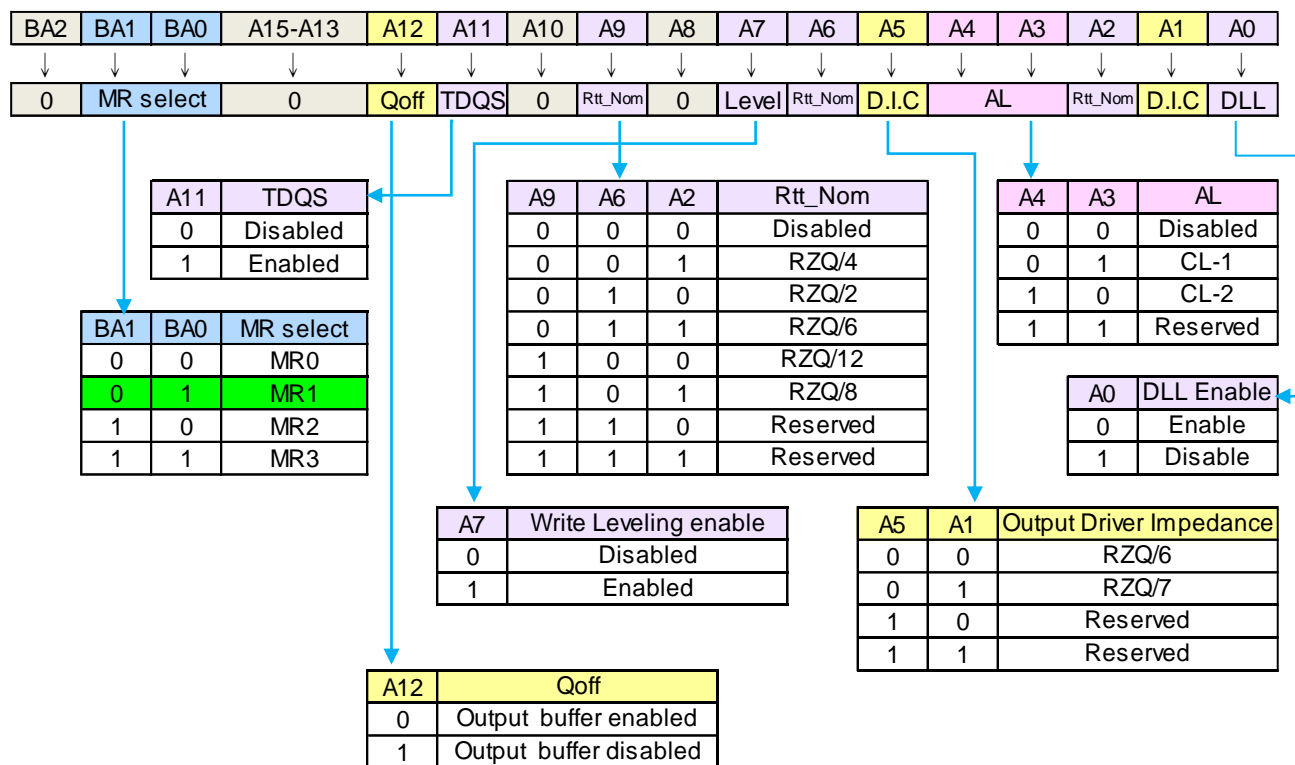 BA2 BA1 BA0 A15-A13 A12 A11 A10 A9 A8 A7 A6 A5 A4 A3 A2 A1 A0
0 MR select 0 Qoff TDQS 0 Rtt_Nom 0 Level Rtt_Nom D.I.C AL Rtt_Nom D.I.C DLL
A11 TDQS
0 Disabled
1 Enabled
BA1 BA0 MR select
0 0 MR0
0 1 MR1
1 0 MR2
1 1 MR3
A9 A6 A2 Rtt_Nom
0 0 0 Disabled
0 0 1 RZQ/4
0 1 0 RZQ/2
0 1 1 RZQ/6
1 0 0 RZQ/12
1 0 1 RZQ/8
1 1 0 Reserved
1 1 1 Reserved
A4 A3 AL
0 0 Disabled
0 1 CL-1
1 0 CL-2
1 1 Reserved
A0 DLL Enable
0 Enable
1 Disable
A7 Write Leveling enable
0 Disabled
1 Enabled
A5 A1 Output Driver Impedance
0 0 RZQ/6
0 1 RZQ/7
1 0 Reserved
1 1 Reserved
A12 Qoff
0 Output buffer enabled
1 Output buffer disabled